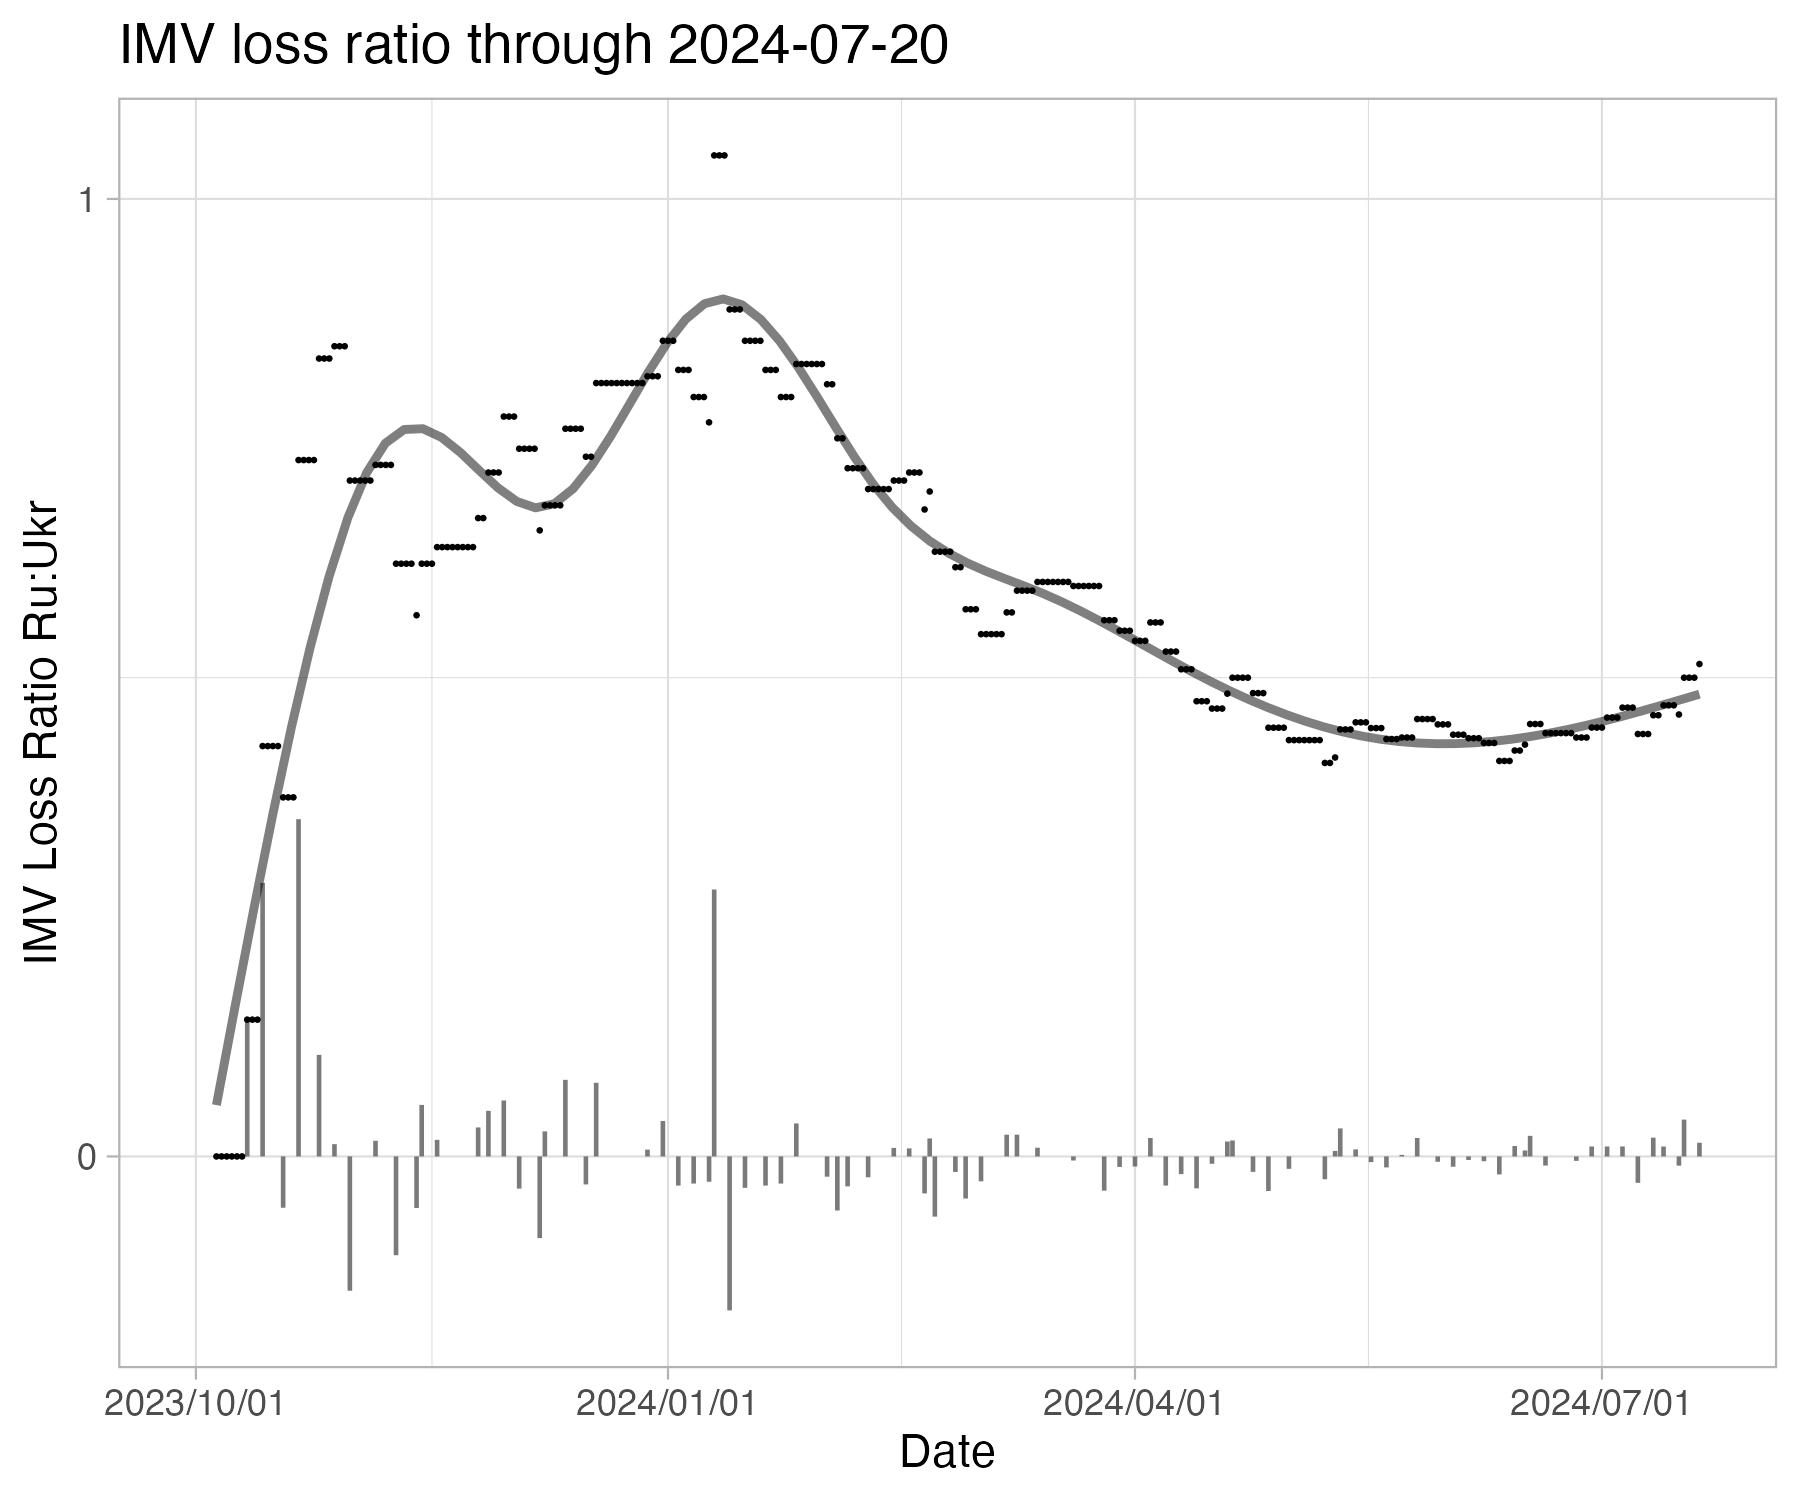 IMV loss ratio through 2024-07-20
IMV Loss Ratio Ru:Ukr
1
0
2023/10/01
2024/01/01
2024/04/01
2024/07/01
Date